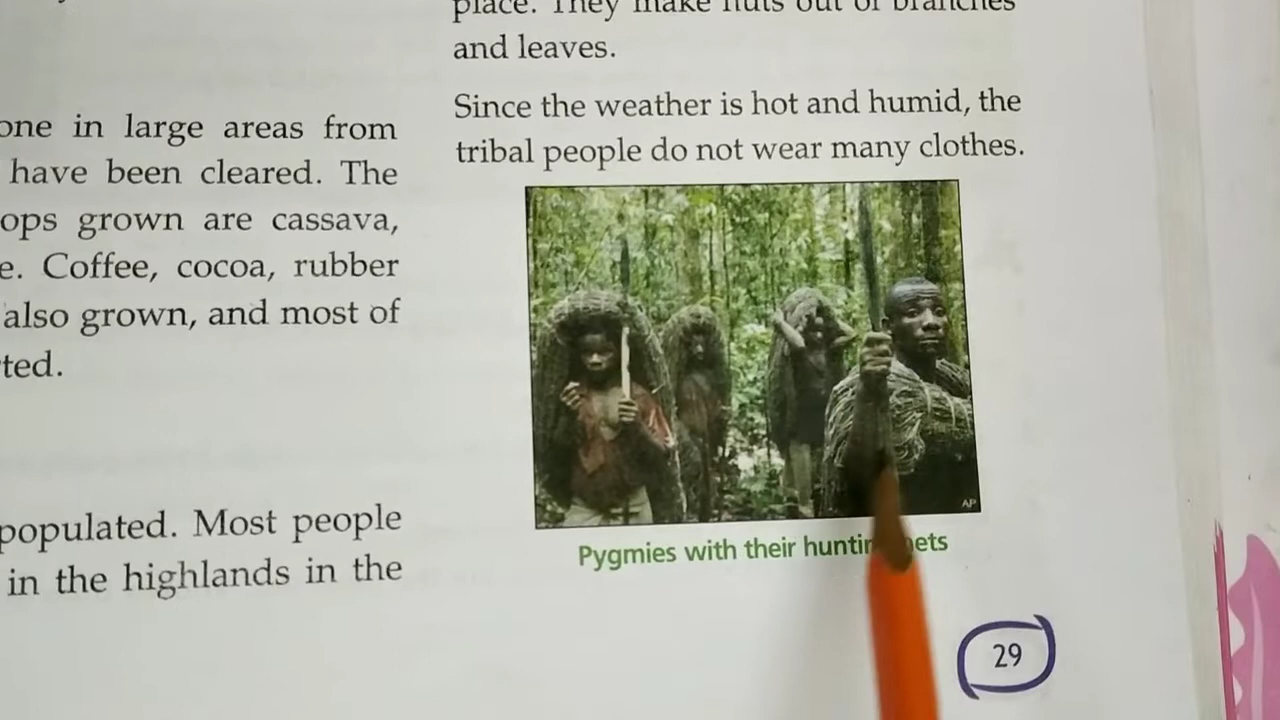 one in large areas from
have been cleared. The
ops grown are cassava,
e. Coffee, cocoa, rubber
also grown, and most of
ted.
populated. Most people
in the highlands in the
place. They make huts out of branches
and leaves.
Since the weather is hot and humid, the
tribal people do not wear many clothes.
AP
Pygmies with their hunting nets
29